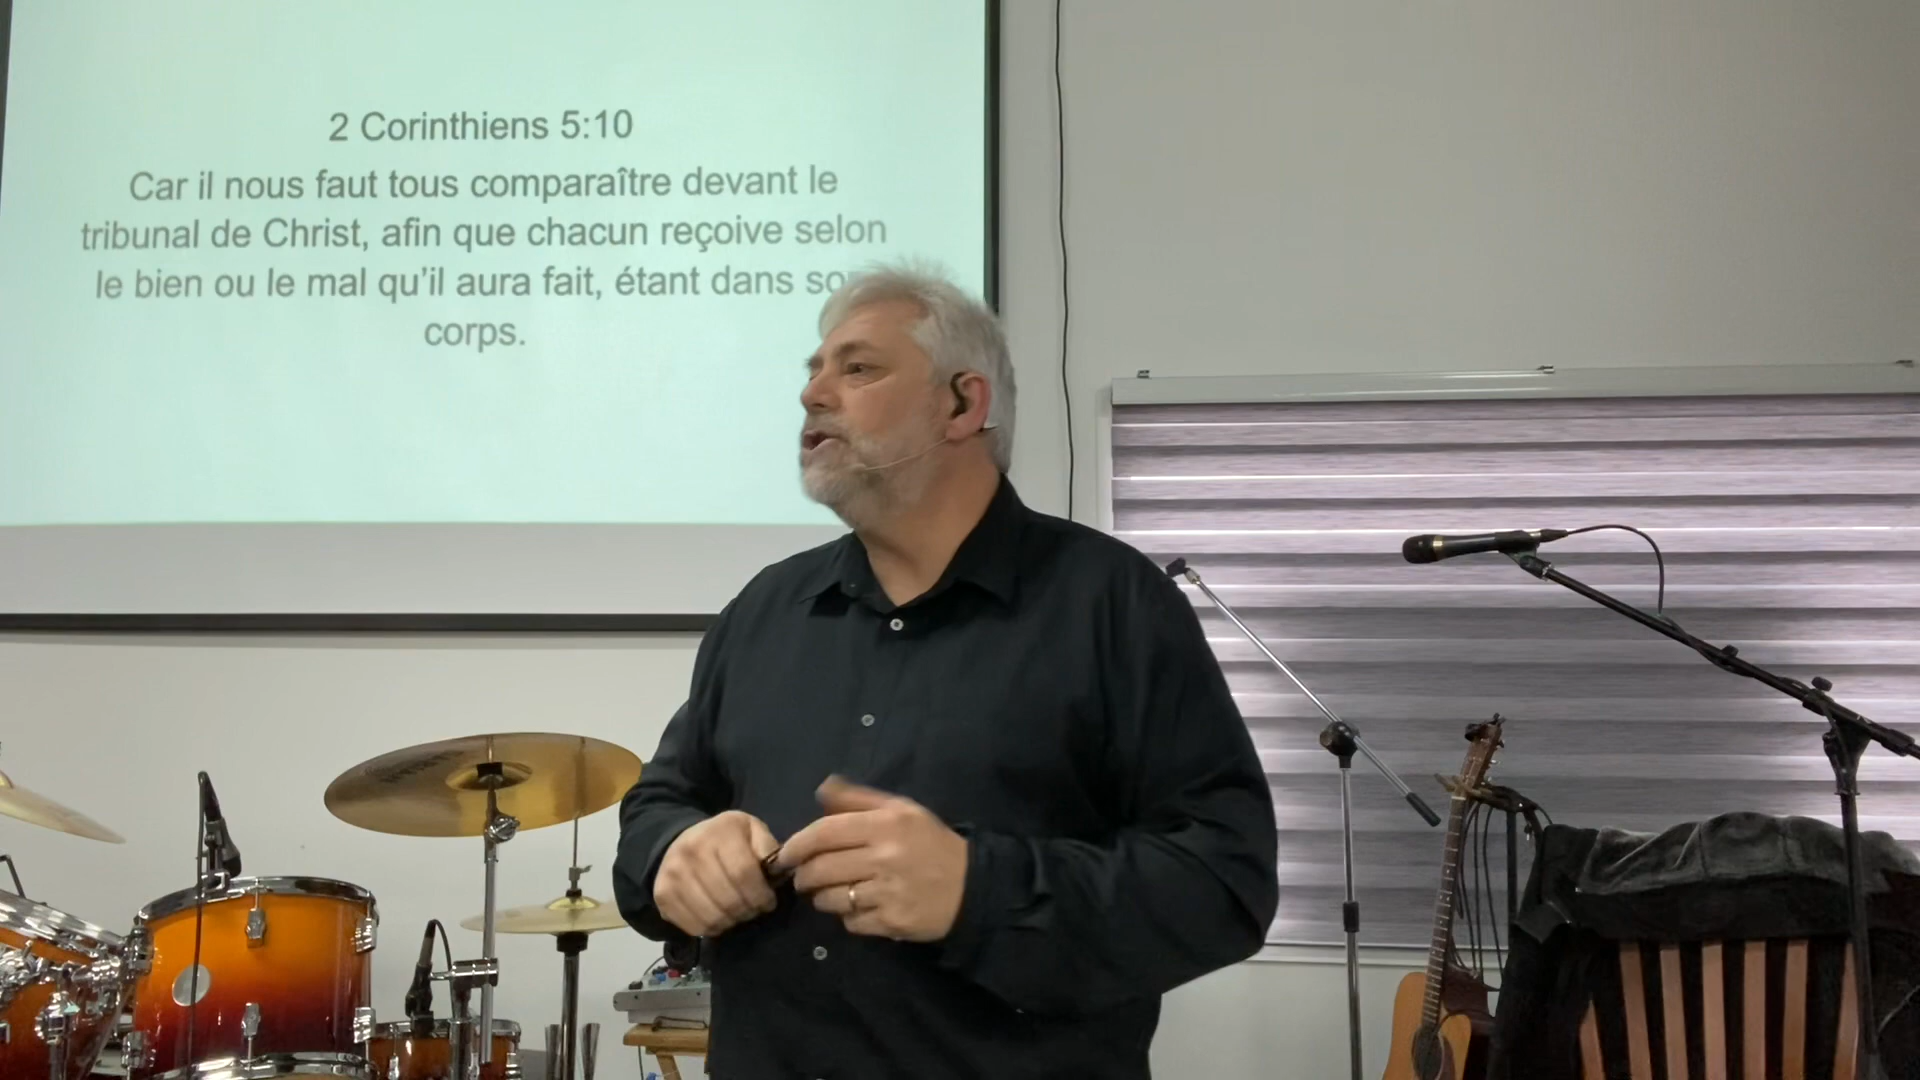 2 Corinthiens 5:10
Car il nous faut tous comparaître devant le
tribunal de Christ, afin que chacun reçoive selon
le bien ou le mal qu’il aura fait, étant dans
corps.